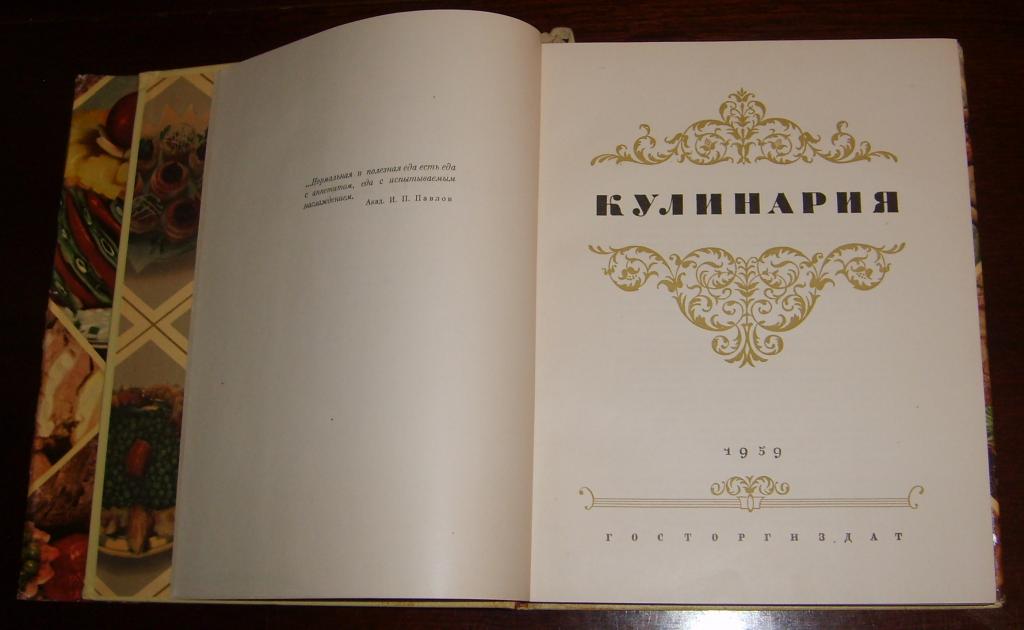 „Нормальная и полезная еда есть еда
с аппетитом, еда с испытываемым
наслаждением.
Акад. И. П. Павлов
КУЛИНАРИЯ
1959
ГОСТОРГИЗДАТ